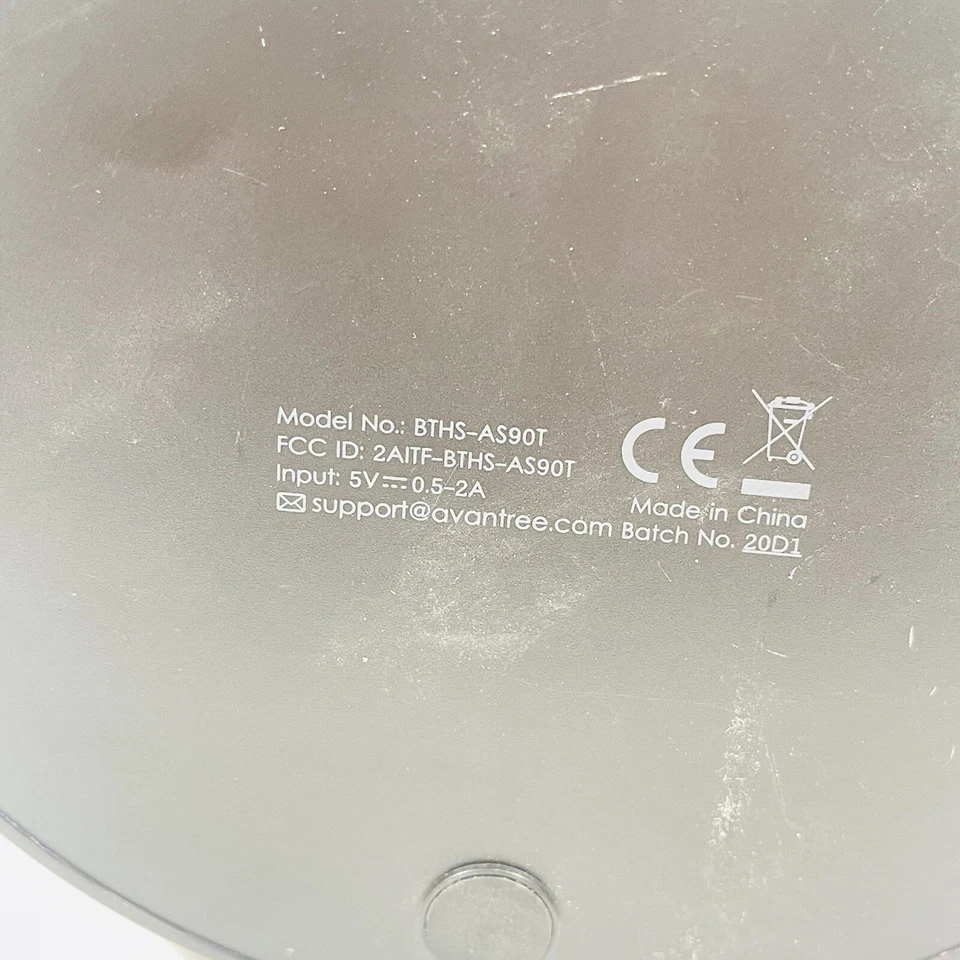 Model No.: BTHS-AS90T
FCC ID: 2AITF-BTHS-AS90T
Input: 5V⎓0.5-2A
support@avantree.com
CE
Made in China
Batch No. 20D1